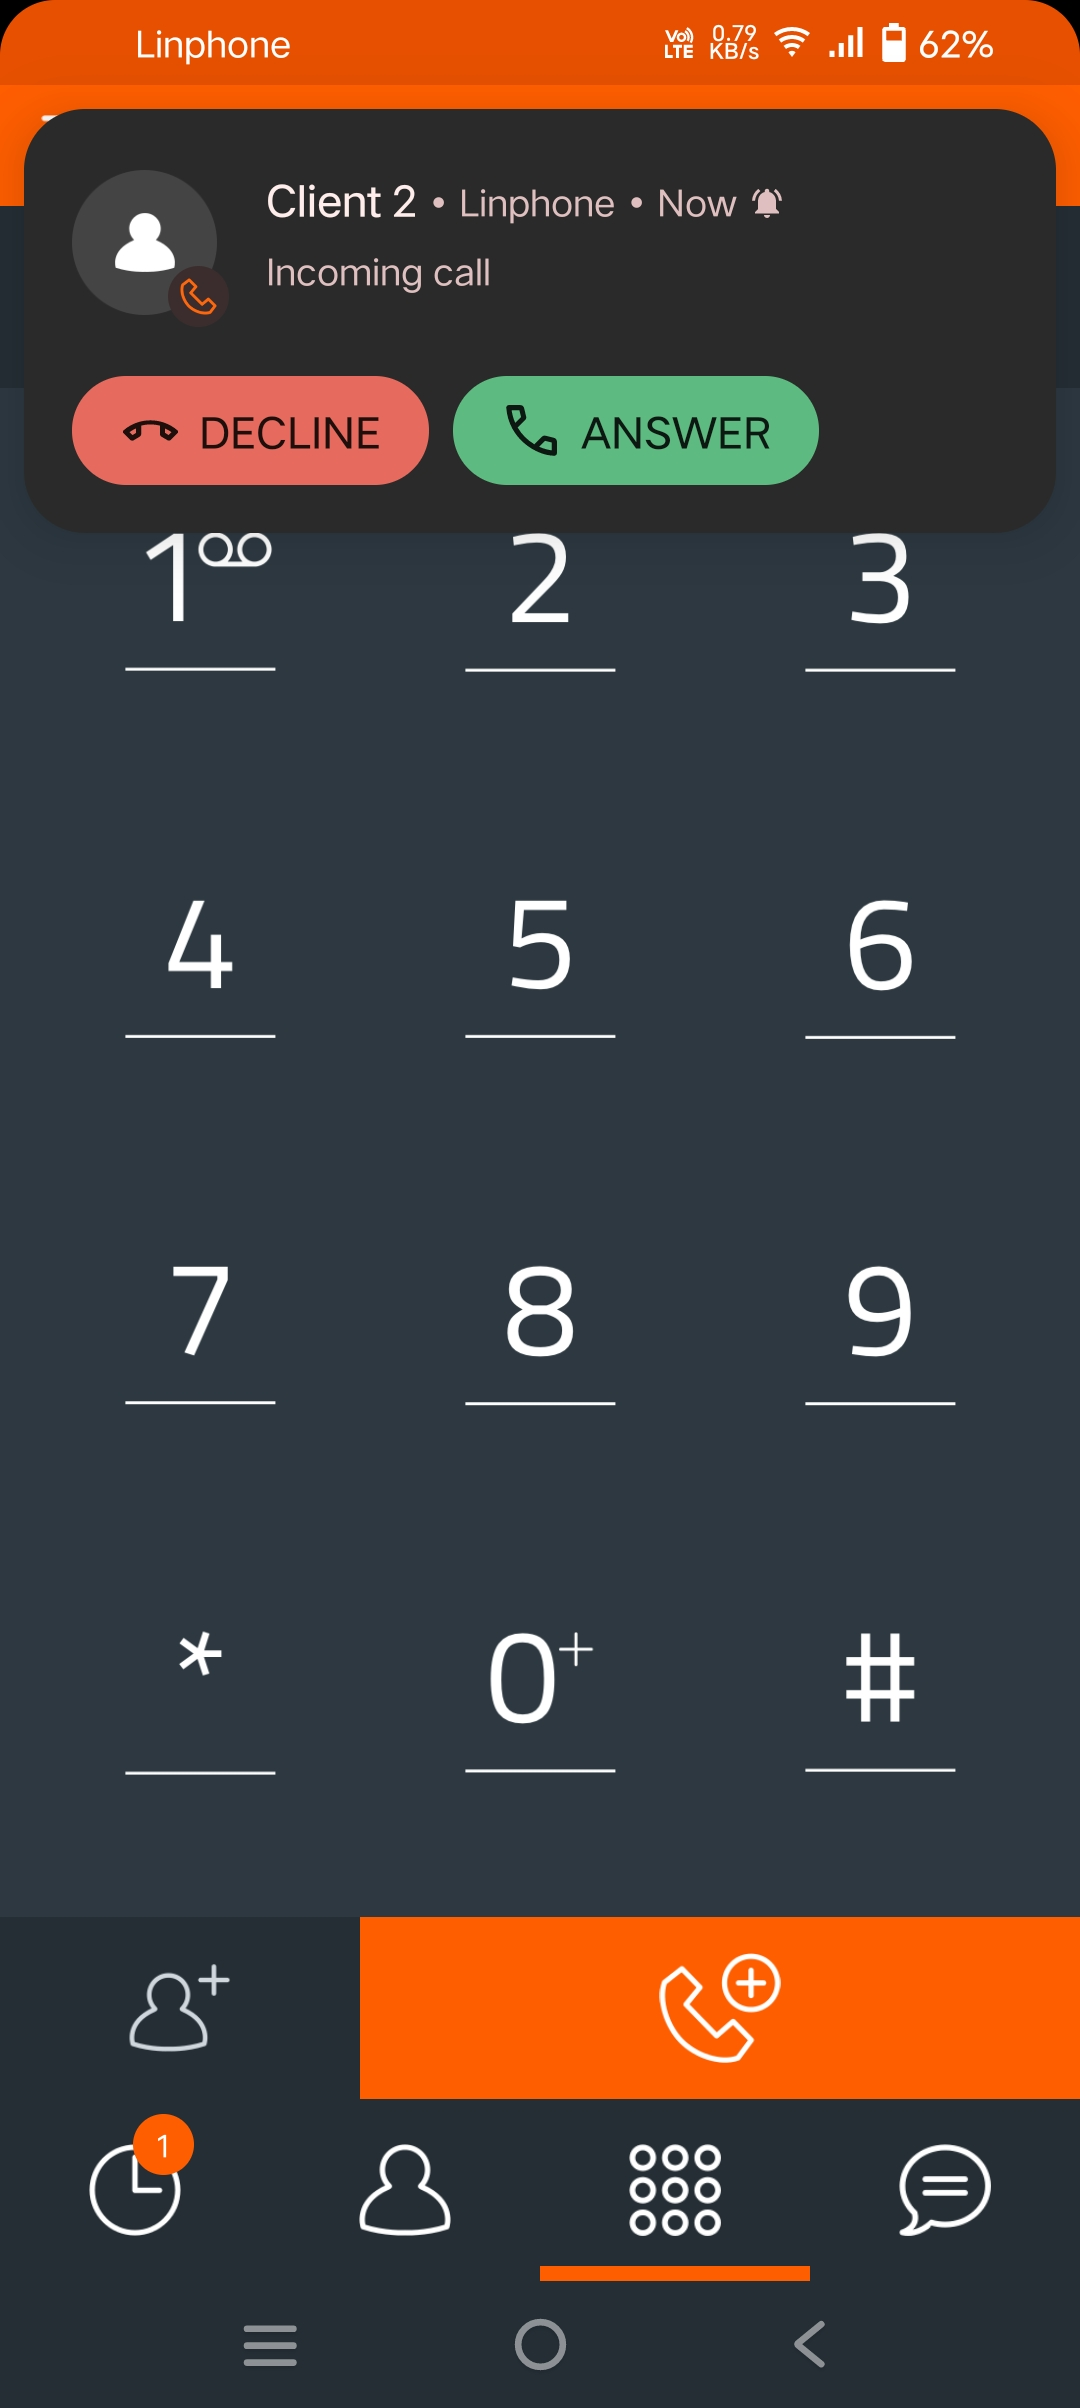 Linphone VoLTE 0.79 KB/s 62%
Client 2 • Linphone • Now
Incoming call
DECLINE ANSWER
1 2 3
4 5 6
7 8 9
* 0+ #
1